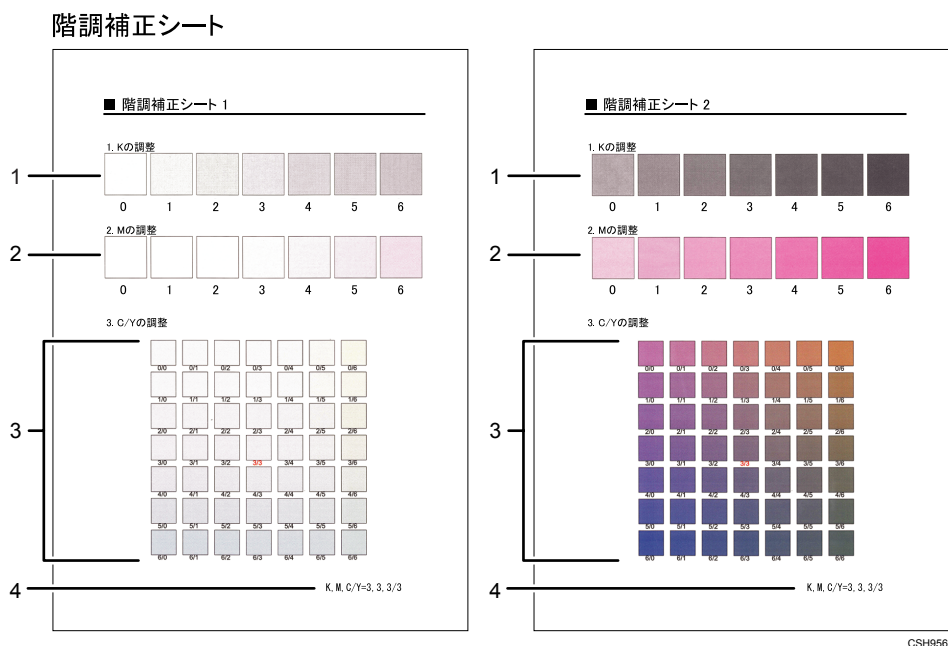 階調補正シート
■ 階調補正シート 1
1. Kの調整
1
0 1 2 3 4 5 6
2. Mの調整
2
0 1 2 3 4 5 6
3. C/Yの調整
0/0 0/1 0/2 0/3 0/4 0/5 0/6
1/0 1/1 1/2 1/3 1/4 1/5 1/6
2/0 2/1 2/2 2/3 2/4 2/5 2/6
3
3/0 3/1 3/2 3/3 3/4 3/5 3/6
4/0 4/1 4/2 4/3 4/4 4/5 4/6
5/0 5/1 5/2 5/3 5/4 5/5 5/6
6/0 6/1 6/2 6/3 6/4 6/5 6/6
4
K, M, C/Y=3, 3, 3/3
■ 階調補正シート 2
1. Kの調整
1
0 1 2 3 4 5 6
2. Mの調整
2
0 1 2 3 4 5 6
3. C/Yの調整
0/0 0/1 0/2 0/3 0/4 0/5 0/6
1/0 1/1 1/2 1/3 1/4 1/5 1/6
2/0 2/1 2/2 2/3 2/4 2/5 2/6
3
3/0 3/1 3/2 3/3 3/4 3/5 3/6
4/0 4/1 4/2 4/3 4/4 4/5 4/6
5/0 5/1 5/2 5/3 5/4 5/5 5/6
6/0 6/1 6/2 6/3 6/4 6/5 6/6
4
K, M, C/Y=3, 3, 3/3
CSH956